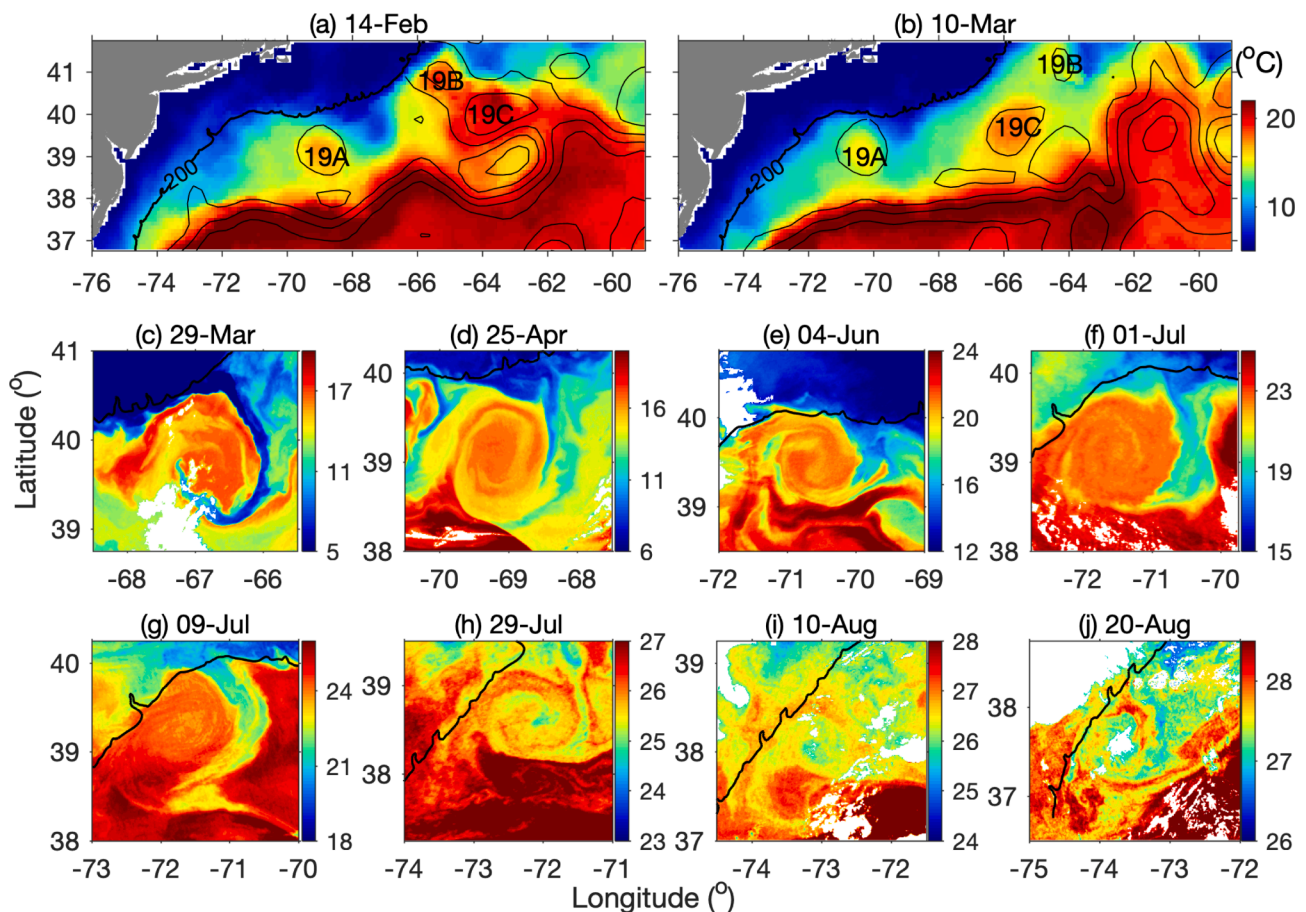 (a) 14-Feb
(b) 10-Mar
(°C)
41
40
39
38
37
19B
19C
19A
200
-76 -74 -72 -70 -68 -66 -64 -62 -60
19B
19C
19A
200
-76 -74 -72 -70 -68 -66 -64 -62 -60
20
10
Latitude (°)
(c) 29-Mar
41
40
39
-68 -67 -66
17
11
5
(d) 25-Apr
40
39
38
-70 -69 -68
16
11
6
(e) 04-Jun
40
39
-72 -71 -70 -69
24
20
16
12
(f) 01-Jul
40
39
38
-72 -71 -70
23
19
15
(g) 09-Jul
40
39
38
-73 -72 -71 -70
24
21
18
(h) 29-Jul
39
38
-74 -73 -72 -71
27
26
25
24
23
(i) 10-Aug
39
38
37
-74 -73 -72
28
27
26
25
24
(j) 20-Aug
38
37
-75 -74 -73 -72
28
27
26
Longitude (°)